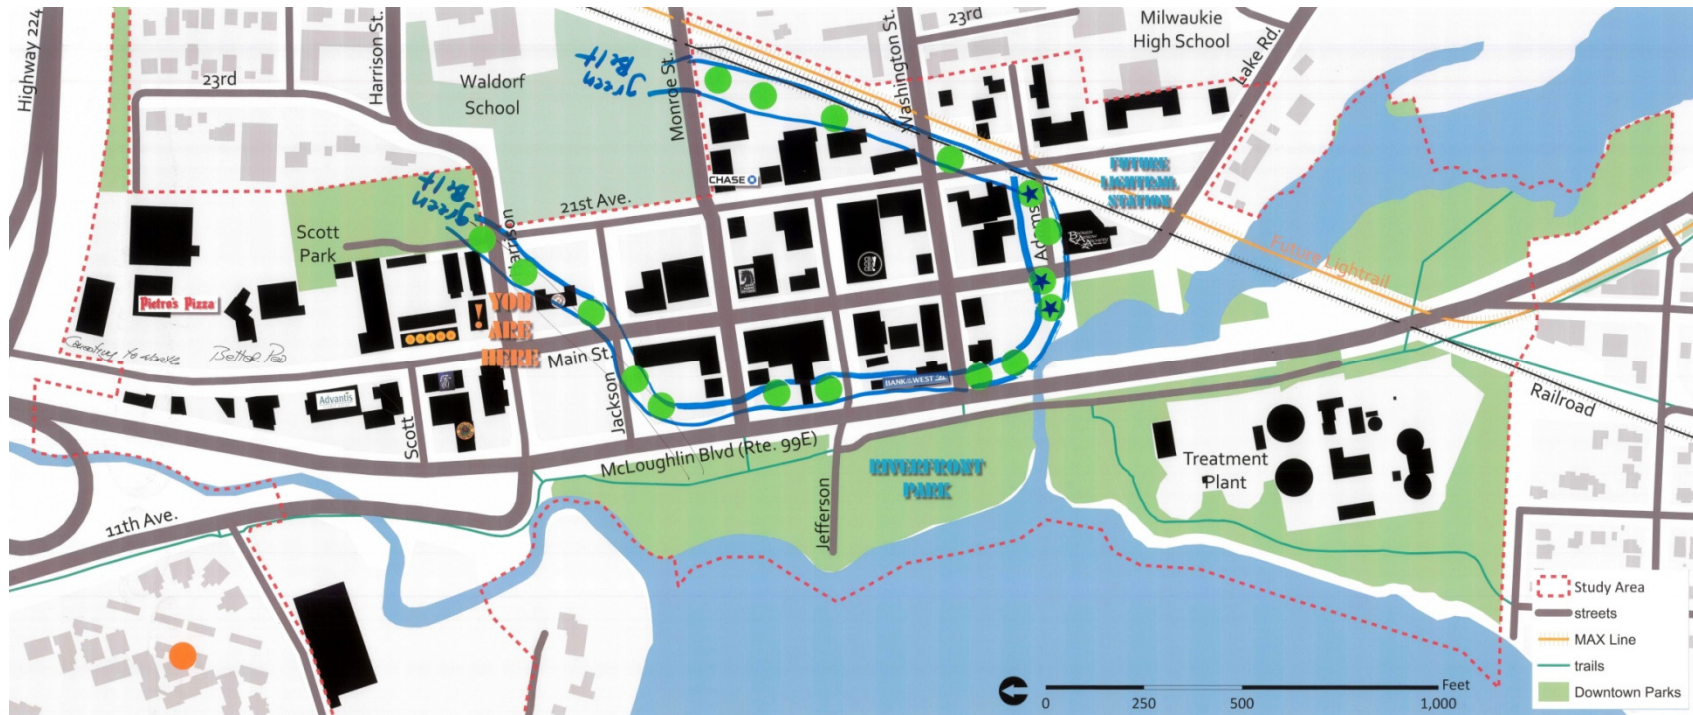 Highway 224
23rd
Harrison St.
Waldorf
School
green
Belt
Monroe St.
Washington St.
23rd
Milwaukie
High School
Lake Rd.
CHASE
21st Ave.
green
Belt
Harrison
Scott
Park
Adams
FUTURE
LIGHTRAIL
STATION
Future Lightrail
Pietro's Pizza
!
YOU
ARE
HERE
Main St.
BANK OF THE WEST
Advantis
Scott
Jackson
McLoughlin Blvd (Rte. 99E)
RIVERFRONT
PARK
Jefferson
Treatment
Plant
Railroad
11th Ave.
Study Area
streets
MAX Line
trails
Downtown Parks
Feet
0 250 500 1,000